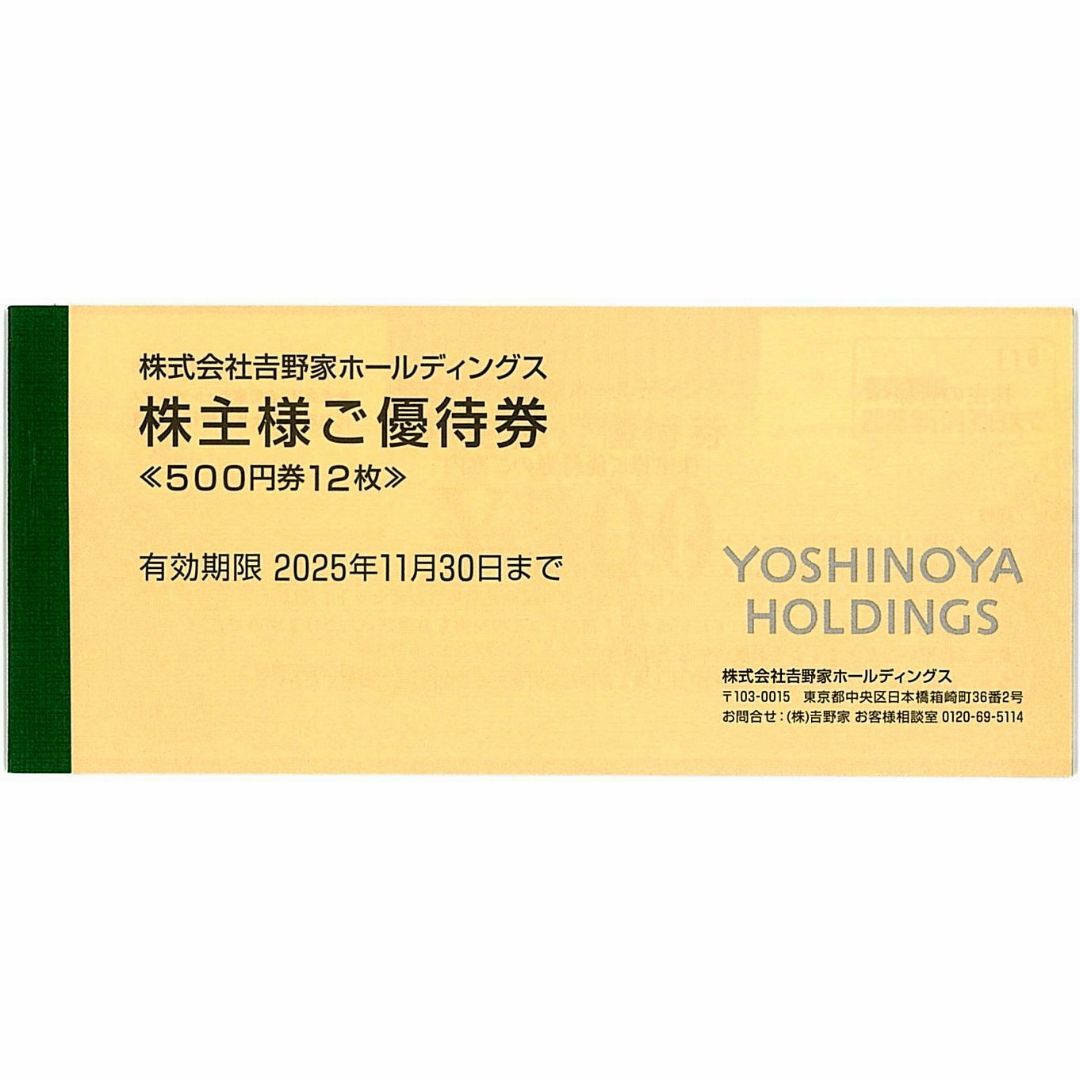 株式会社𠮷野家ホールディングス
株主様ご優待券
≪500円券12枚≫
有効期限 2025年11月30日まで
YOSHINOYA
HOLDINGS
株式会社𠮷野家ホールディングス
〒103-0015 東京都中央区日本橋箱崎町36番2号
お問合せ：(株)𠮷野家 お客様相談室 0120-69-5114